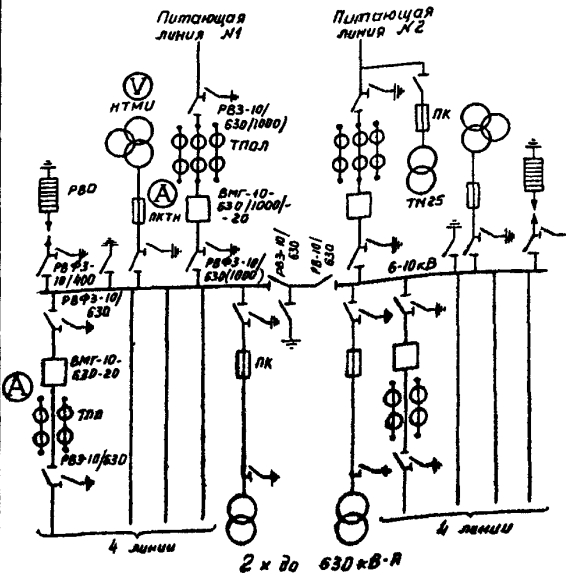 Питающая
линия №1
Питающая
линия №2
V
НТМИ
РВЗ-10/
630/1000)
ТПОЛ
ПК
ТМ25
РВО
A
ПКТН
ВМГ-10-
630/1000/-
-20
РВФЗ-
10/400
РВФЗ-10/
630(1000)
РВЗ-10/
630
РВ-10/
630
6-10кВ
РВФЗ-10/
630
ВМГ-10-
630-20
A
ПК
ТПЛ
РВЗ-10/630
4 линии
4 линии
2 х до 630 кВ·А